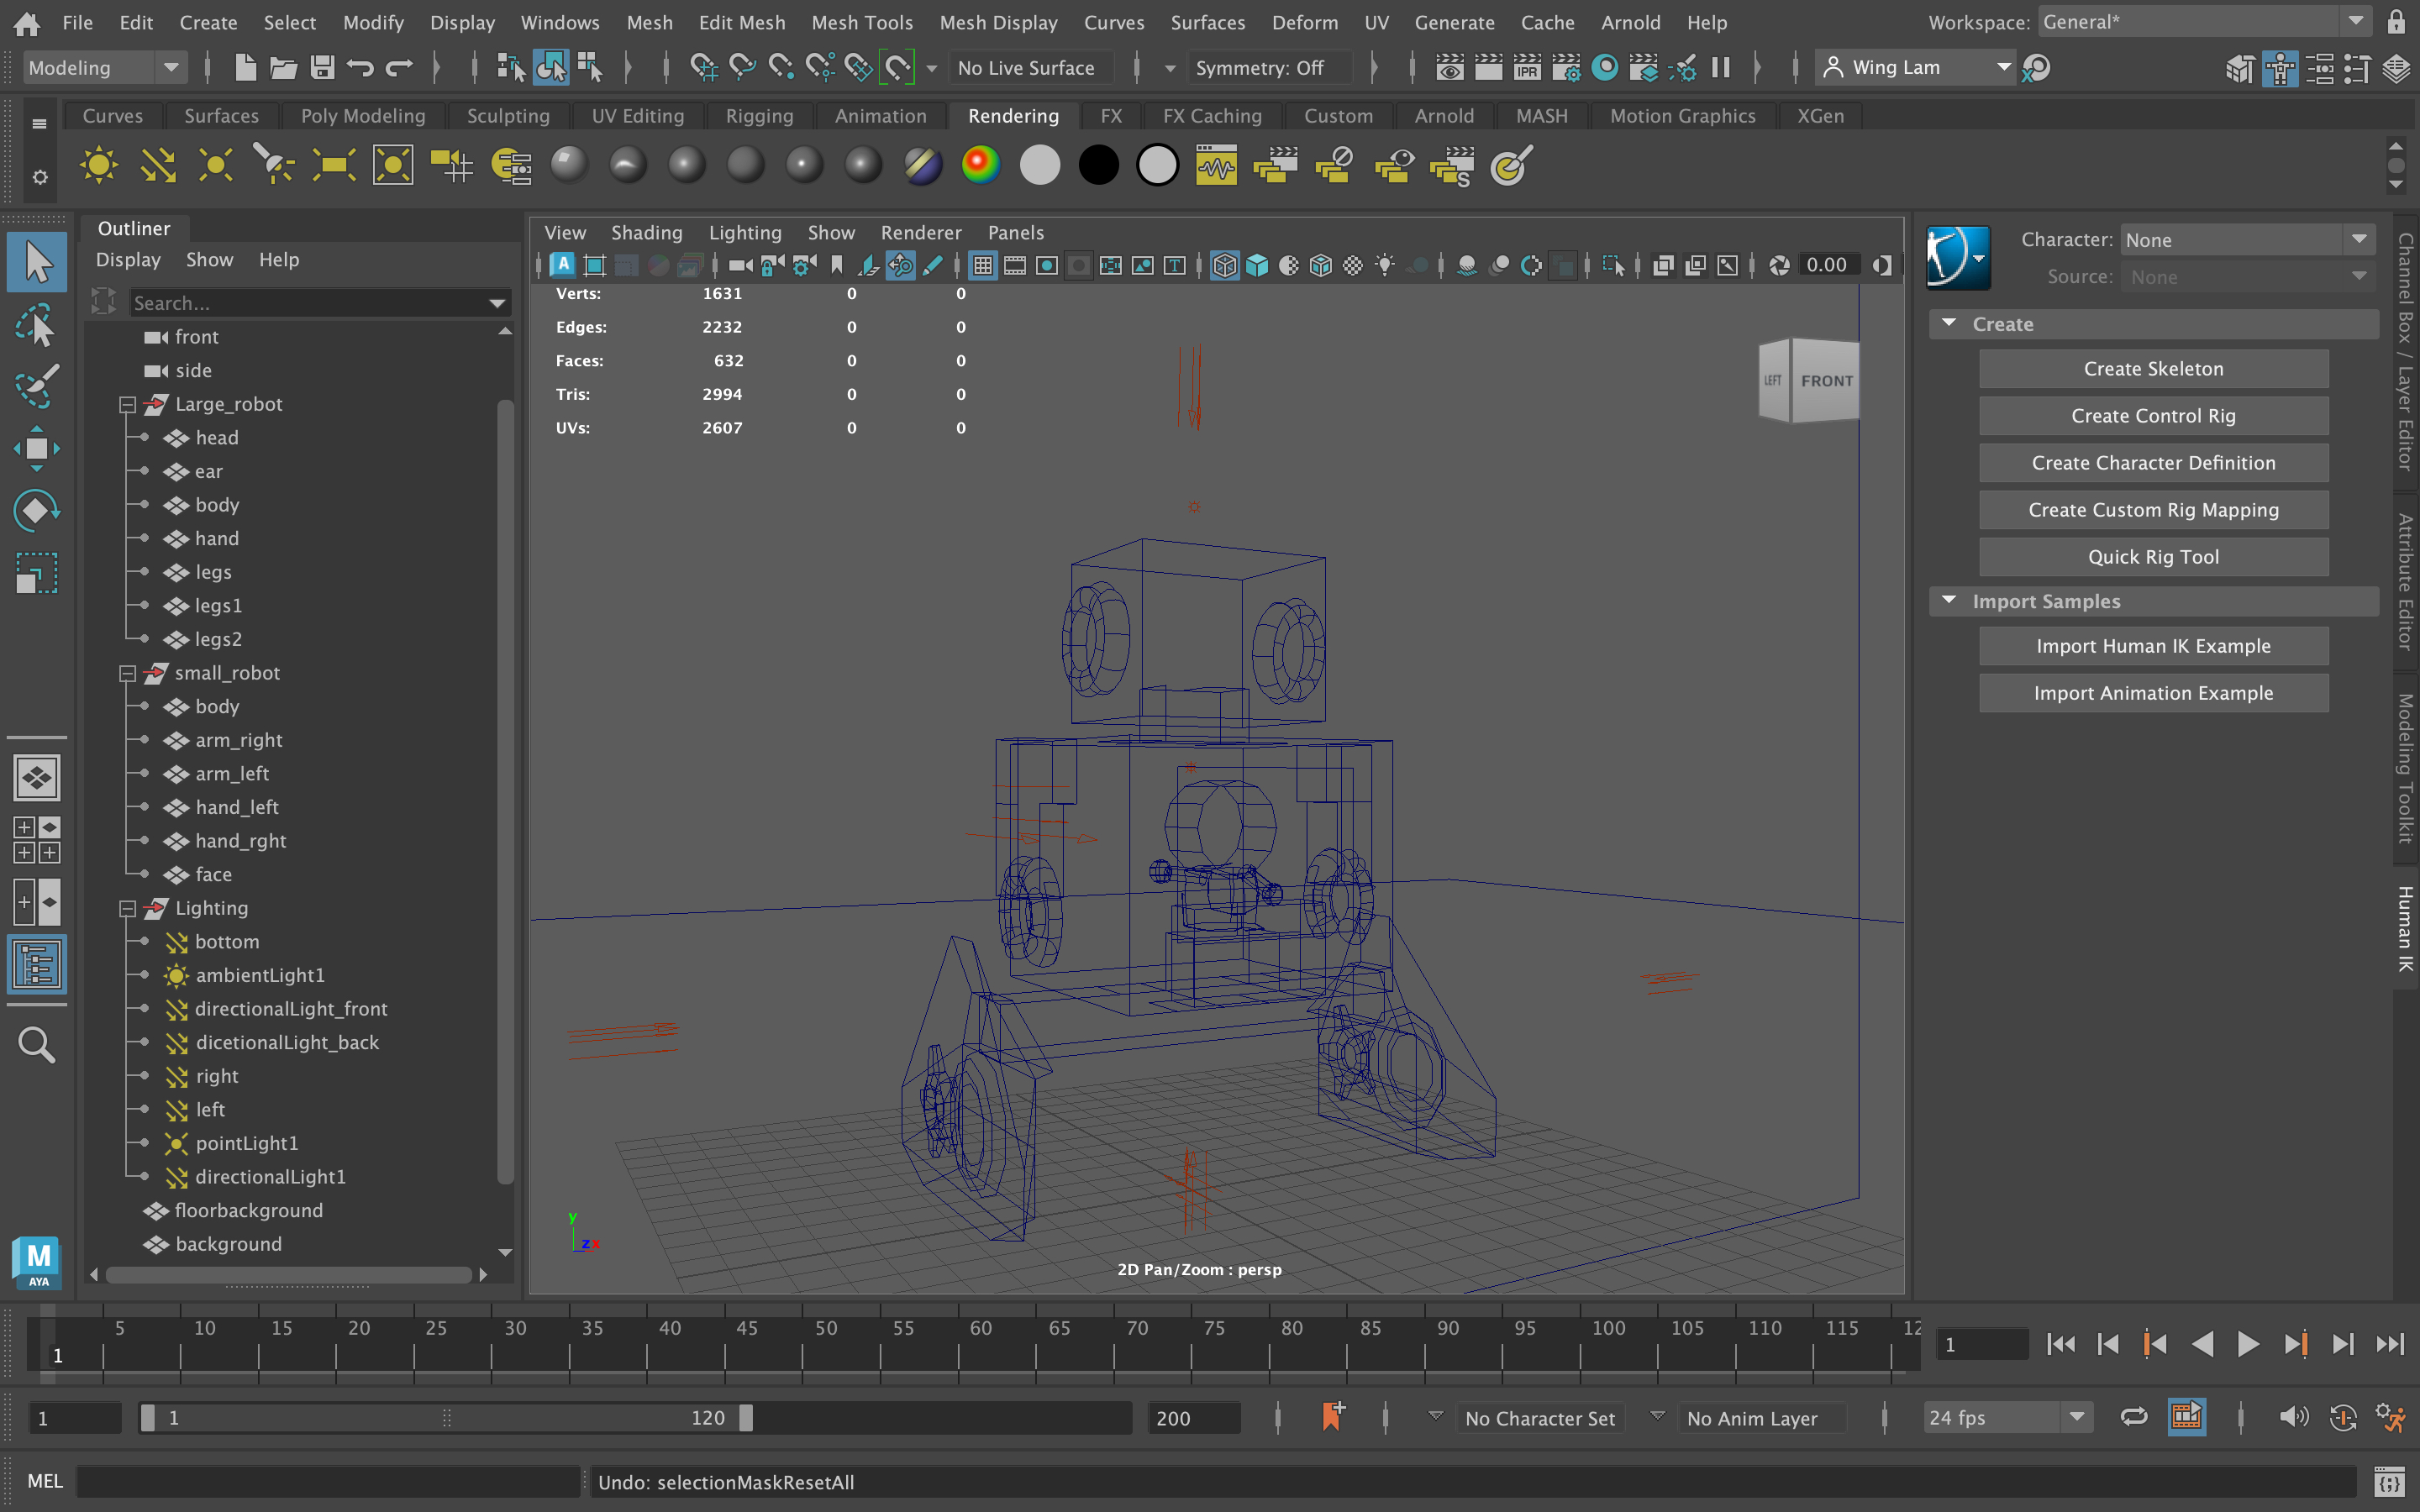 File Edit Create Select Modify Display Windows Mesh Edit Mesh Mesh Tools Mesh Display Curves Surfaces Deform UV Generate Cache Arnold Help Workspace: General*
Modeling No Live Surface Symmetry: Off IPR Wing Lam
Curves Surfaces Poly Modeling Sculpting UV Editing Rigging Animation Rendering FX FX Caching Custom Arnold MASH Motion Graphics XGen
S
Outliner
Display Show Help
Search...
front
side
Large_robot
head
ear
body
hand
legs
legs1
legs2
small_robot
body
arm_right
arm_left
hand_left
hand_rght
face
Lighting
bottom
ambientLight1
directionalLight_front
dicetionalLight_back
right
left
pointLight1
directionalLight1
floorbackground
background
M
AYA
View Shading Lighting Show Renderer Panels
A T 0.00
Verts: 1631 0 0
Edges: 2232 0 0
Faces: 632 0 0
Tris: 2994 0 0
UVs: 2607 0 0
LEFT FRONT
y
z x
2D Pan/Zoom : persp
Character: None
Source: None
Create
Create Skeleton
Create Control Rig
Create Character Definition
Create Custom Rig Mapping
Quick Rig Tool
Import Samples
Import Human IK Example
Import Animation Example
Channel Box / Layer Editor
Attribute Editor
Modeling Toolkit
Human IK
5 10 15 20 25 30 35 40 45 50 55 60 65 70 75 80 85 90 95 100 105 110 115 12
1
1
1 1 120 200 No Character Set No Anim Layer 24 fps
MEL Undo: selectionMaskResetAll